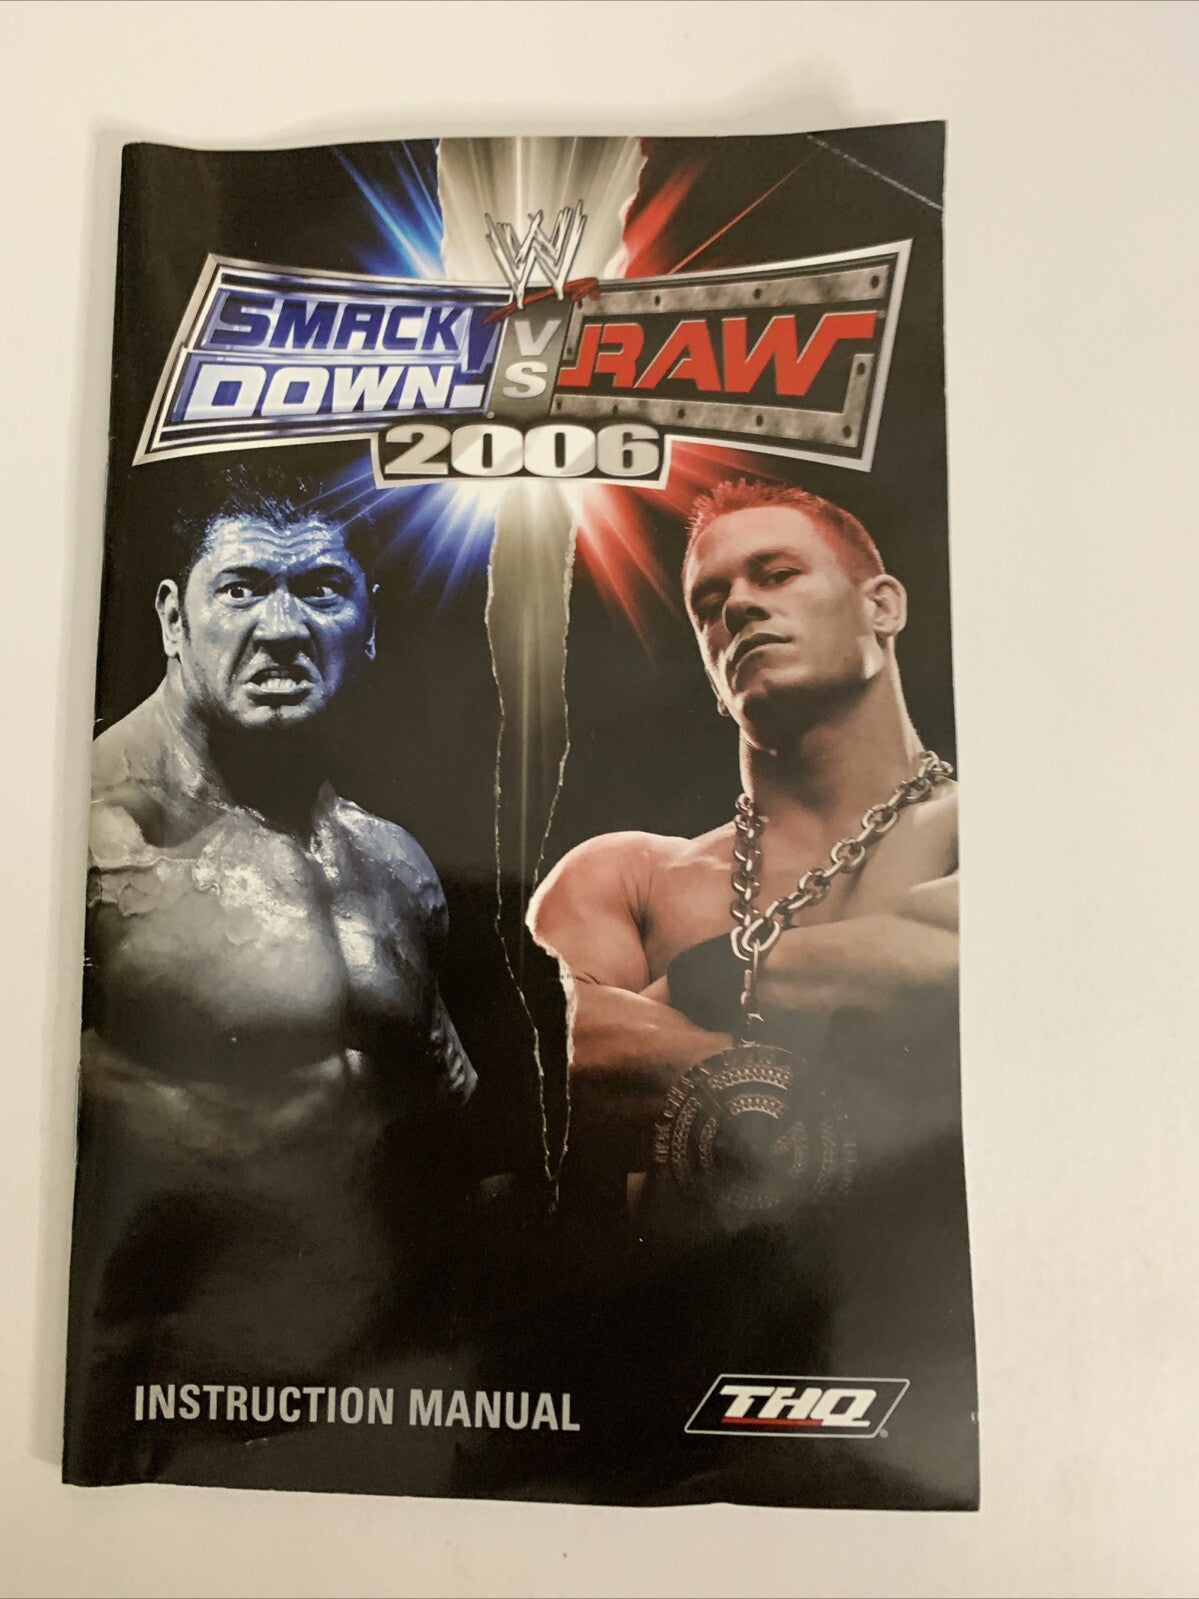 W
SMACK
DOWN!
VS
RAW
2006
INSTRUCTION MANUAL
THQ